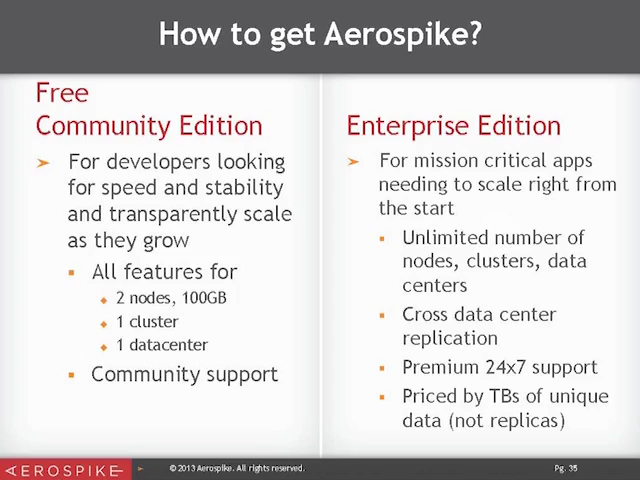 How to get Aerospike?
Free
Community Edition
➤ For developers looking
for speed and stability
and transparently scale
as they grow
▪ All features for
◆ 2 nodes, 100GB
◆ 1 cluster
◆ 1 datacenter
▪ Community support
Enterprise Edition
➤ For mission critical apps
needing to scale right from
the start
▪ Unlimited number of
nodes, clusters, data
centers
▪ Cross data center
replication
▪ Premium 24x7 support
▪ Priced by TBs of unique
data (not replicas)
AEROSPIKE ➤ © 2013 Aerospike. All rights reserved. Pg. 35